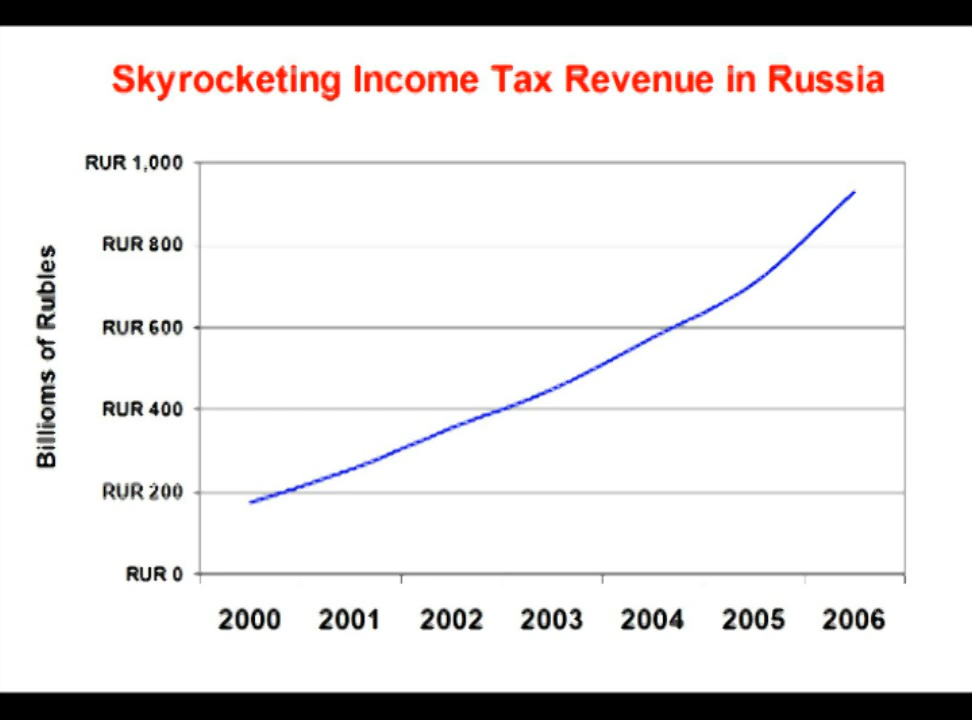 Skyrocketing Income Tax Revenue in Russia
RUR 1,000
RUR 800
RUR 600
RUR 400
RUR 200
RUR 0
Billioms of Rubles
2000 2001 2002 2003 2004 2005 2006